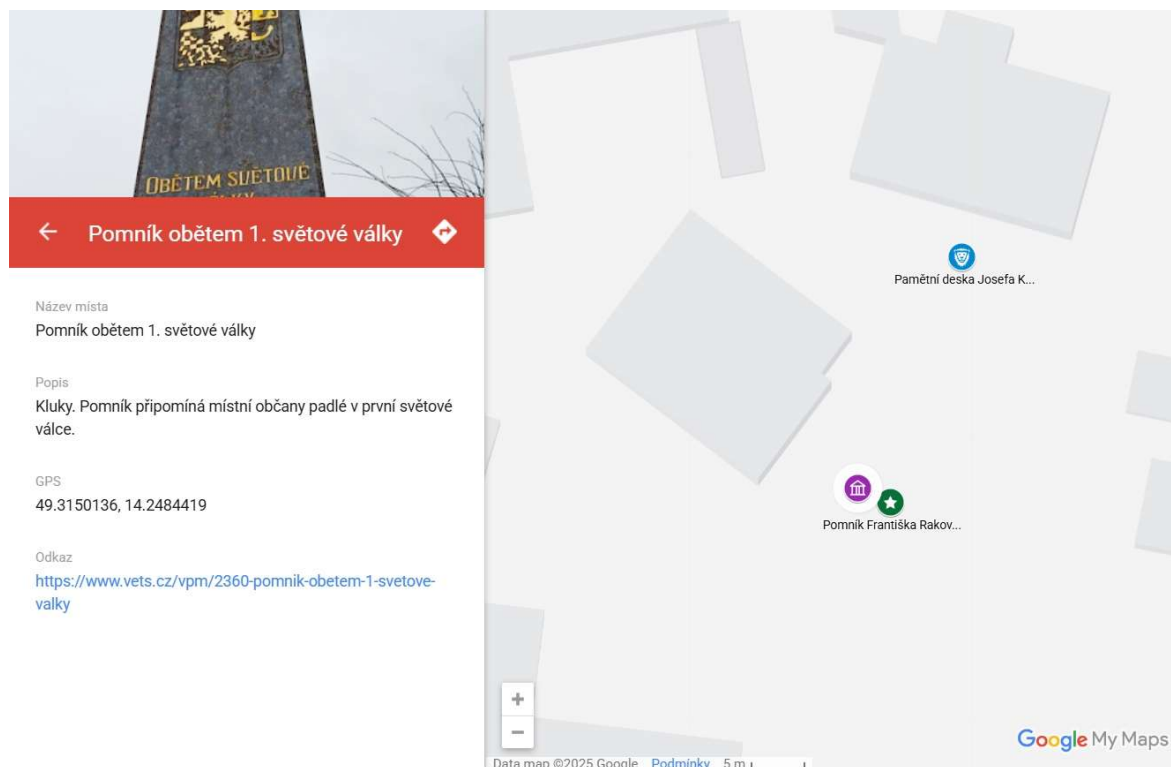 OBĚTEM SVĚTOVÉ
Pomník obětem 1. světové války
Název místa
Pomník obětem 1. světové války
Popis
Kluky. Pomník připomíná místní občany padlé v první světové
válce.
GPS
49.3150136, 14.2484419
Odkaz
https://www.vets.cz/vpm/2360-pomnik-obetem-1-svetove-
valky
Pamětní deska Josefa K...
Pomník Františka Rakov...
+
−
Google My Maps
Data map ©2025 Google Podmínky 5 m